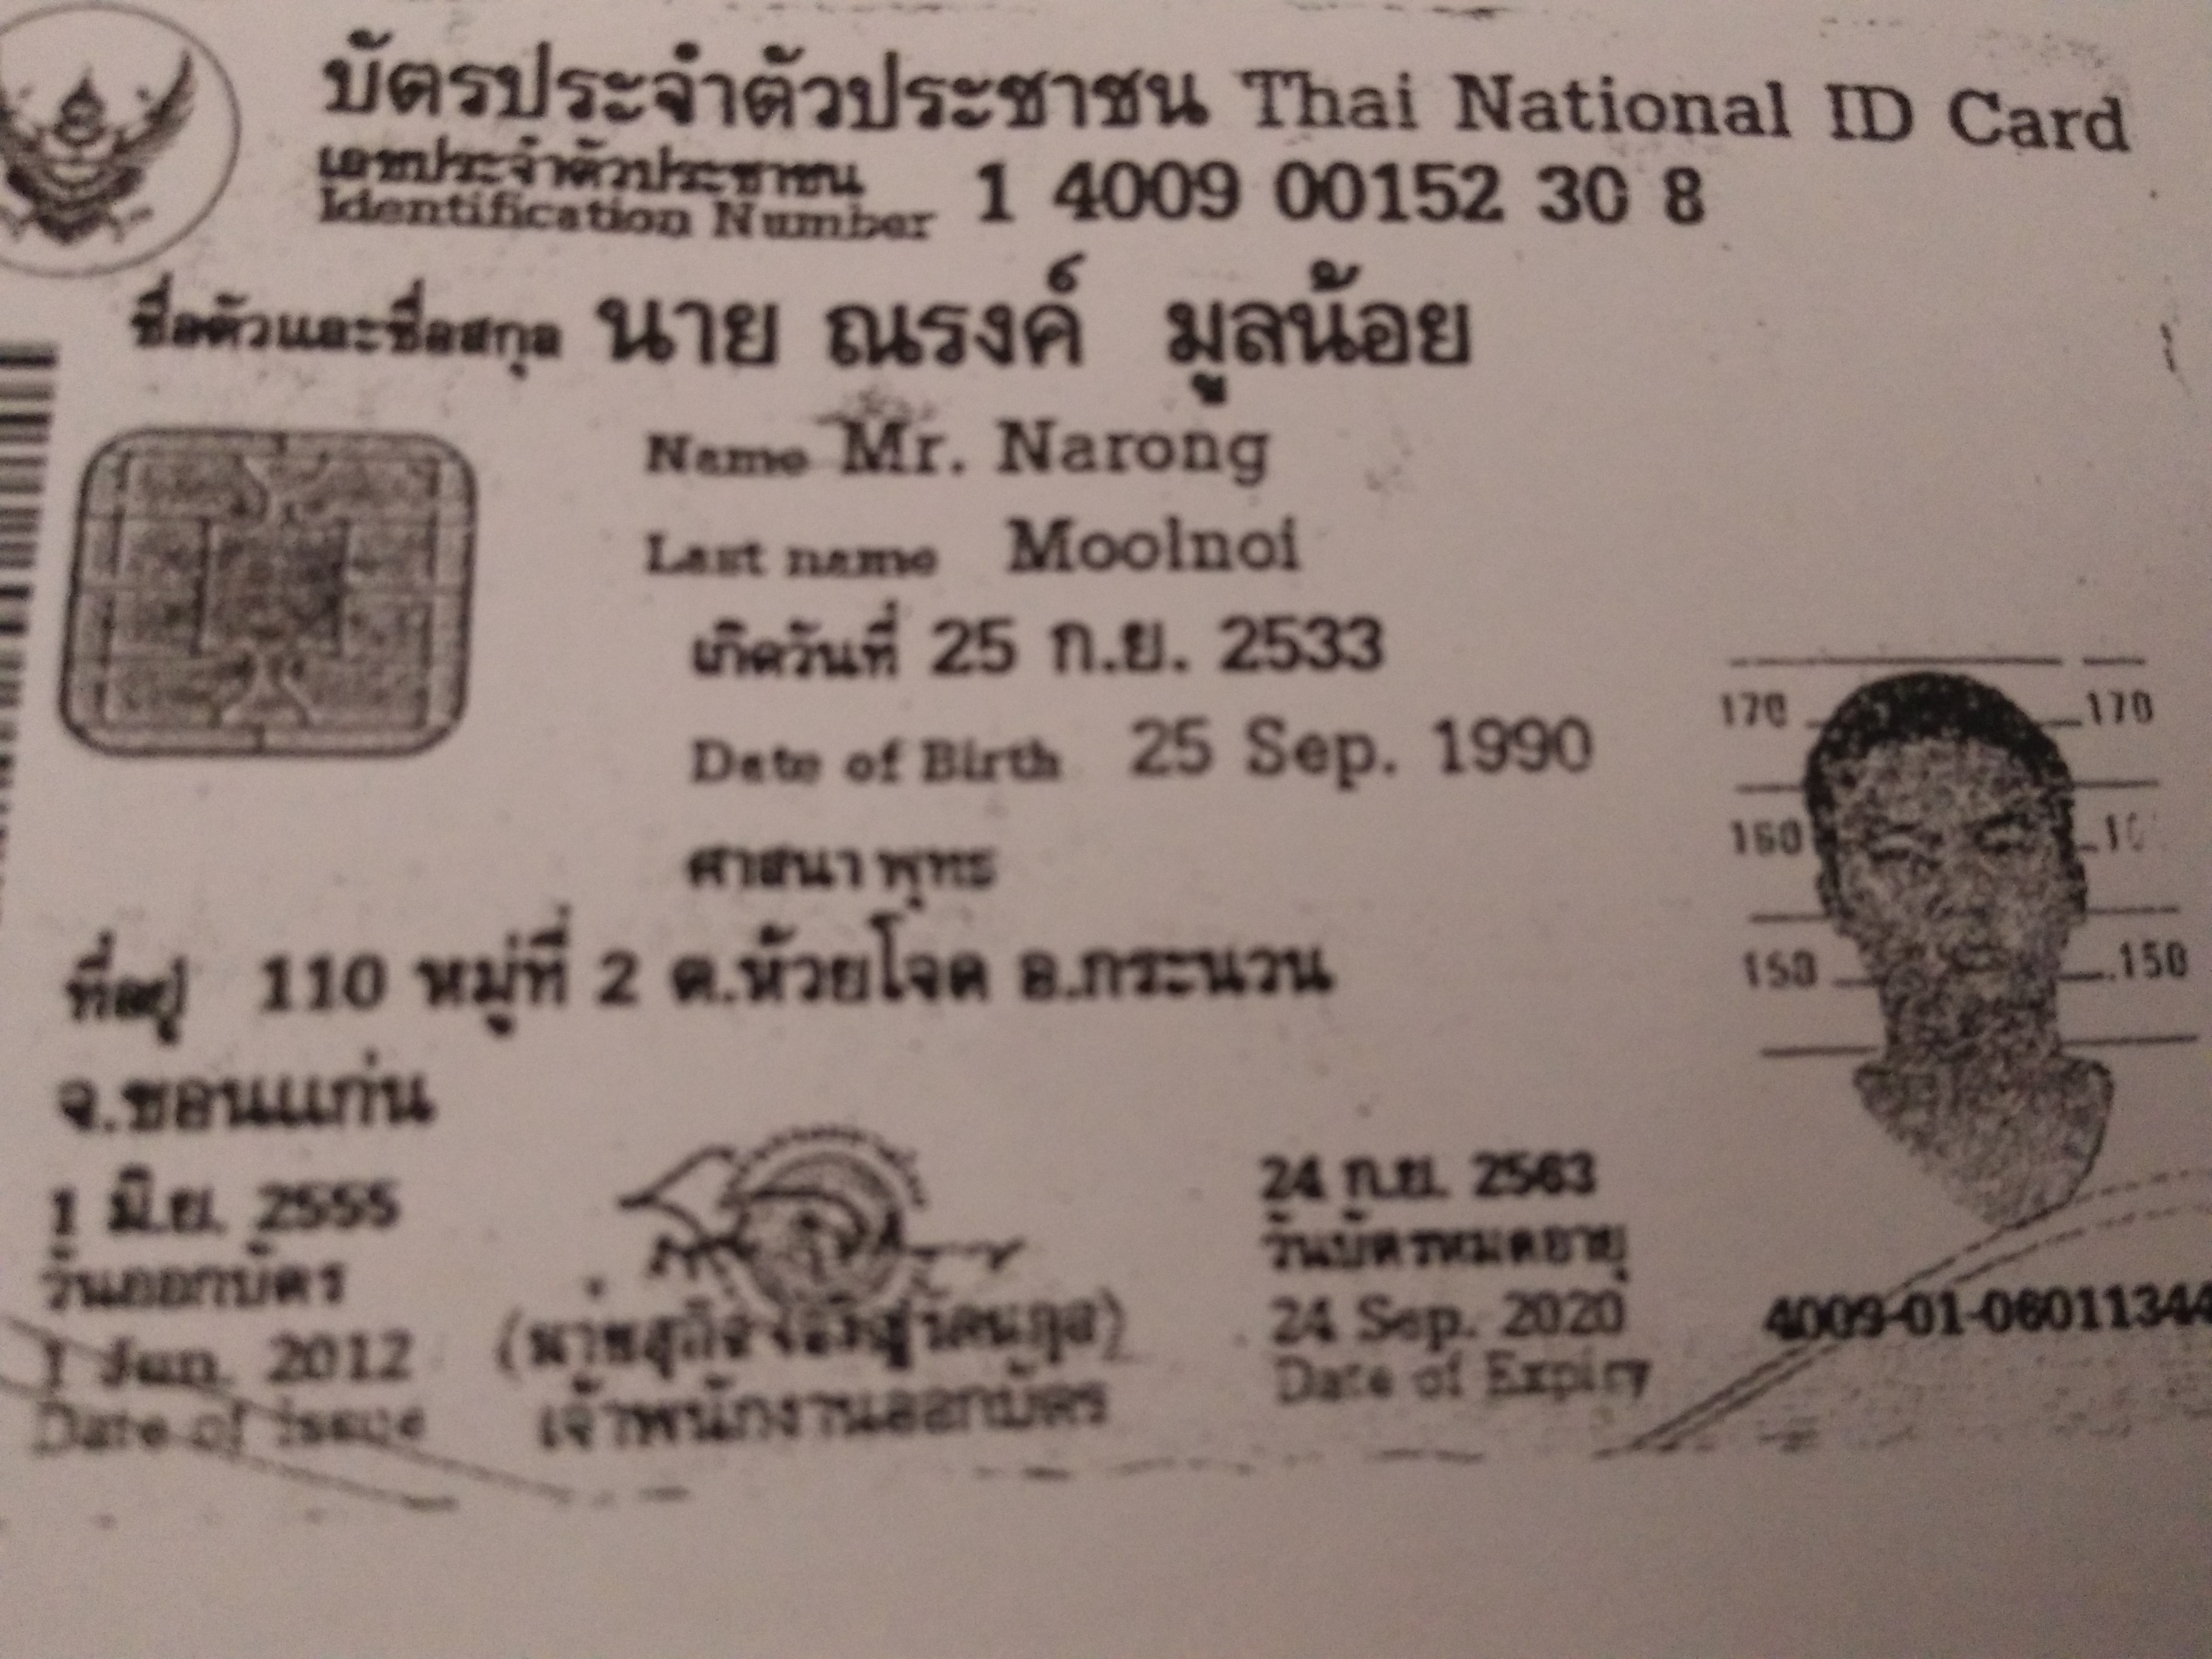 บัตรประจำตัวประชาชน Thai National ID Card
เลขประจำตัวประชาชน
Identification Number 1 4009 00152 30 8
ชื่อตัวและชื่อสกุล นาย ณรงค์ มูลน้อย
Name Mr. Narong
Last name Moolnoi
เกิดวันที่ 25 ก.ย. 2533
Date of Birth 25 Sep. 1990
ศาสนา พุทธ
ที่อยู่ 110 หมู่ที่ 2 ต.ห้วยโจด อ.กระนวน
จ.ขอนแก่น
1 มิ.ย. 2555
วันออกบัตร
1 Jun. 2012
Date of Issue
เจ้าพนักงานออกบัตร
24 ก.ย. 2563
วันบัตรหมดอายุ
24 Sep. 2020
Date of Expiry
170 170
160
150 150
4009-01-0601134